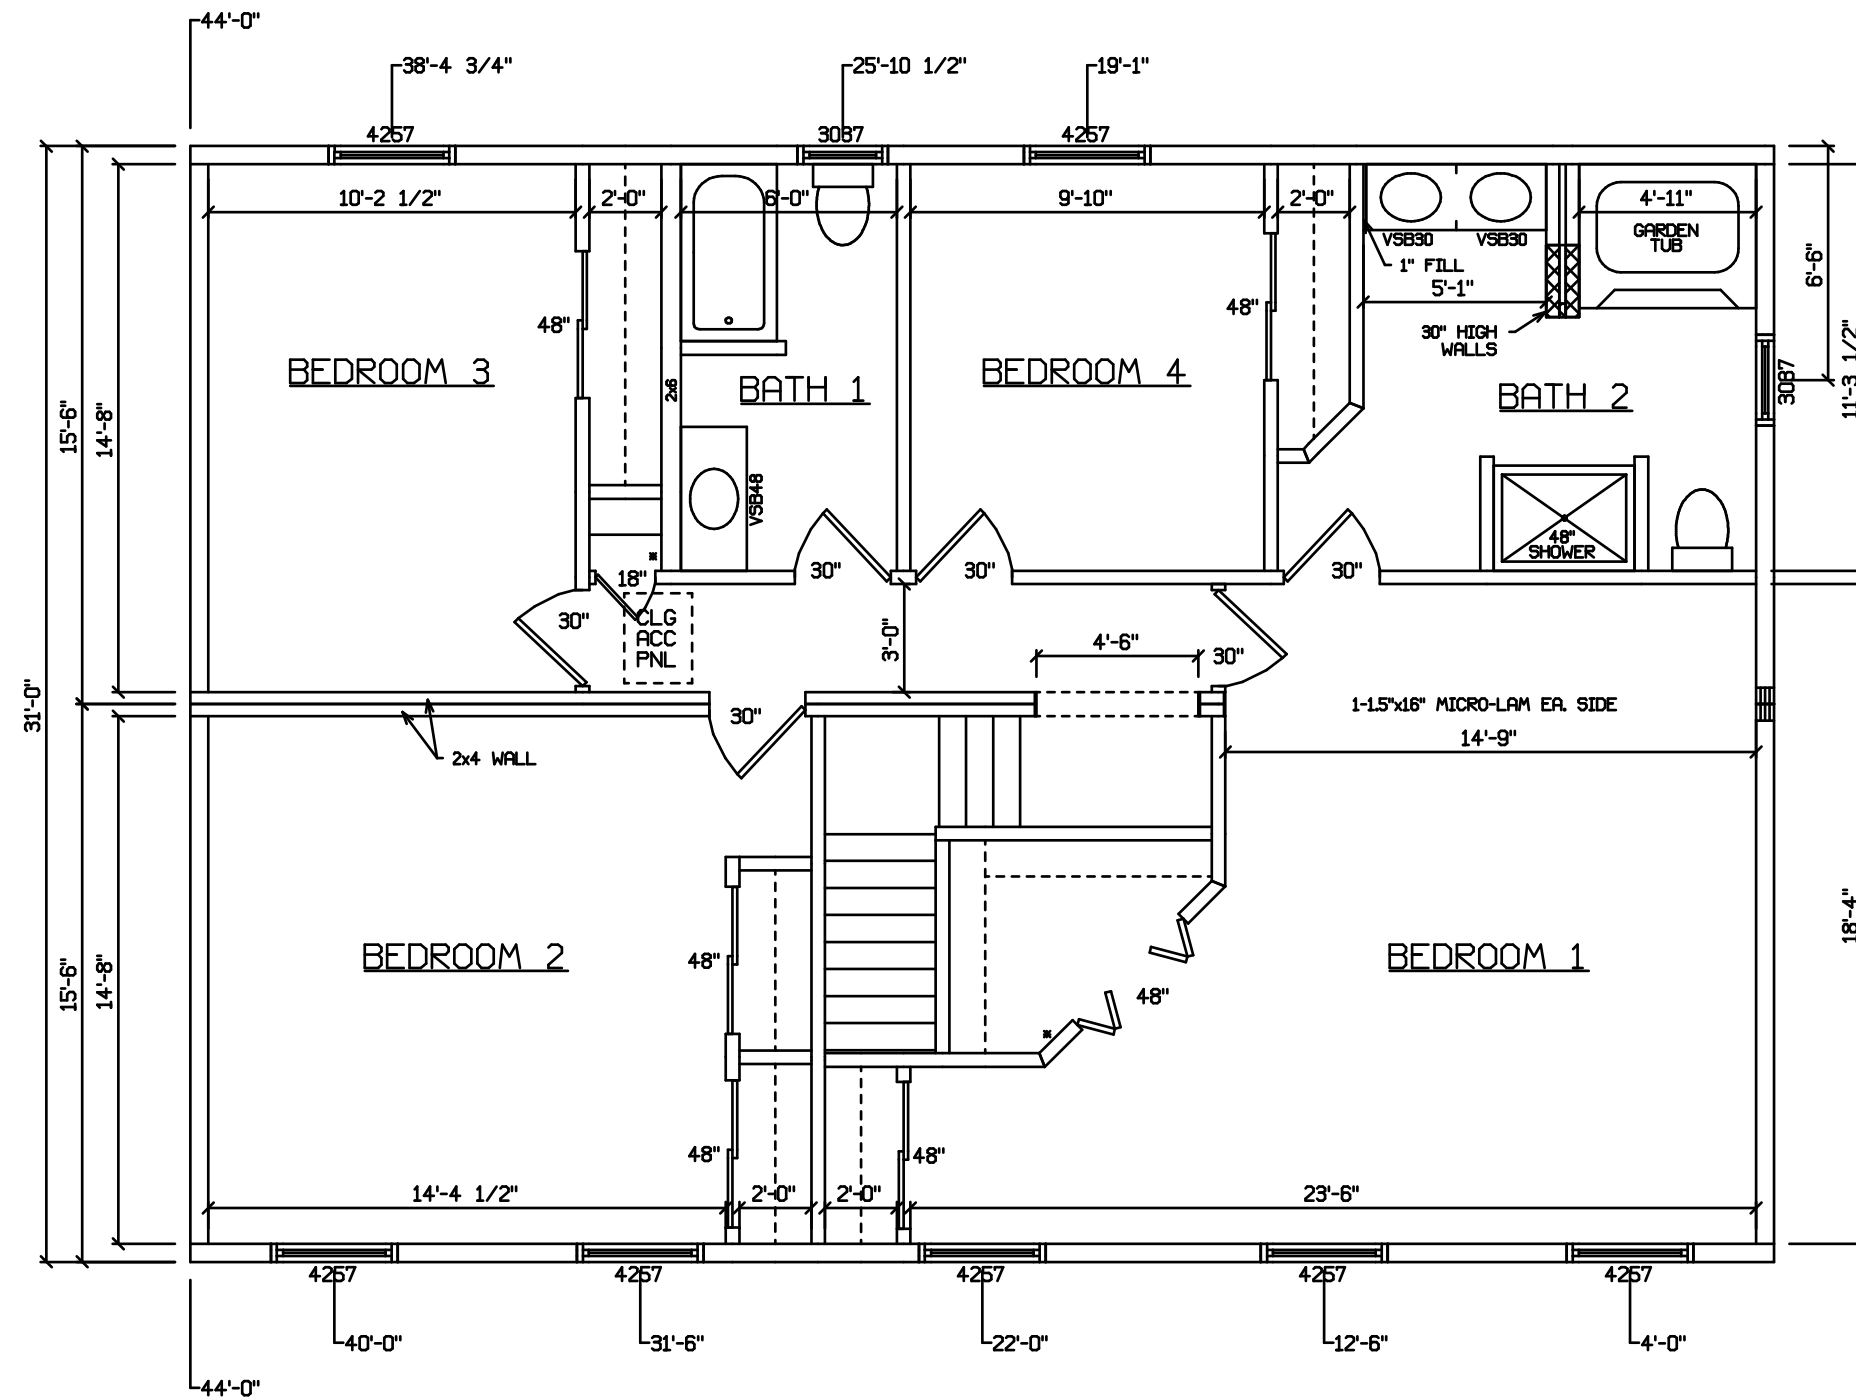 44'-0"
38'-4 3/4"
25'-10 1/2"
19'-1"
4257
3087
4257
10'-2 1/2"
2'-0"
6'-0"
9'-10"
2'-0"
4'-11"
GARDEN
TUB
VSB30
VSB30
1" FILL
5'-1"
6'-6"
48"
48"
30" HIGH
WALLS
11'-3 1/2"
3087
BEDROOM 3
2x6
BATH 1
BEDROOM 4
BATH 2
15'-6"
14'-8"
VSB48
48"
SHOWER
30"
30"
30"
18"
30"
CLG
ACC
PNL
3'-0"
4'-6"
30"
31'-0"
30"
1-1.5"x16" MICRO-LAM EA. SIDE
14'-9"
2x4 WALL
18'-4"
BEDROOM 2
48"
BEDROOM 1
15'-6"
14'-8"
48"
48"
48"
14'-4 1/2"
2'-0"
2'-0"
23'-6"
4257
4257
4257
4257
4257
40'-0"
31'-6"
22'-0"
12'-6"
4'-0"
44'-0"